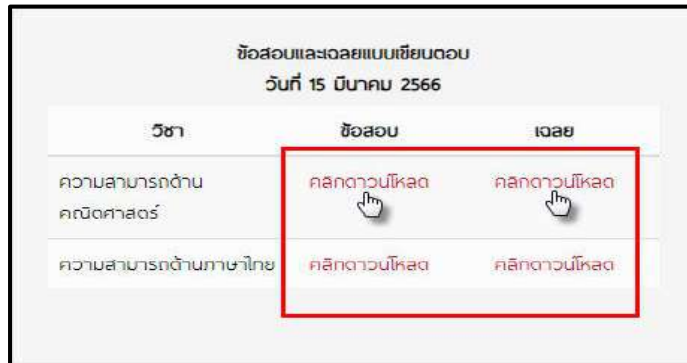 ข้อสอบและเฉลยแบบเขียนตอบ
วันที่ 15 มีนาคม 2566
วิชา ข้อสอบ เฉลย
ความสามารถด้าน คลิกดาวน์โหลด คลิกดาวน์โหลด
คณิตศาสตร์
ความสามารถด้านภาษาไทย คลิกดาวน์โหลด คลิกดาวน์โหลด